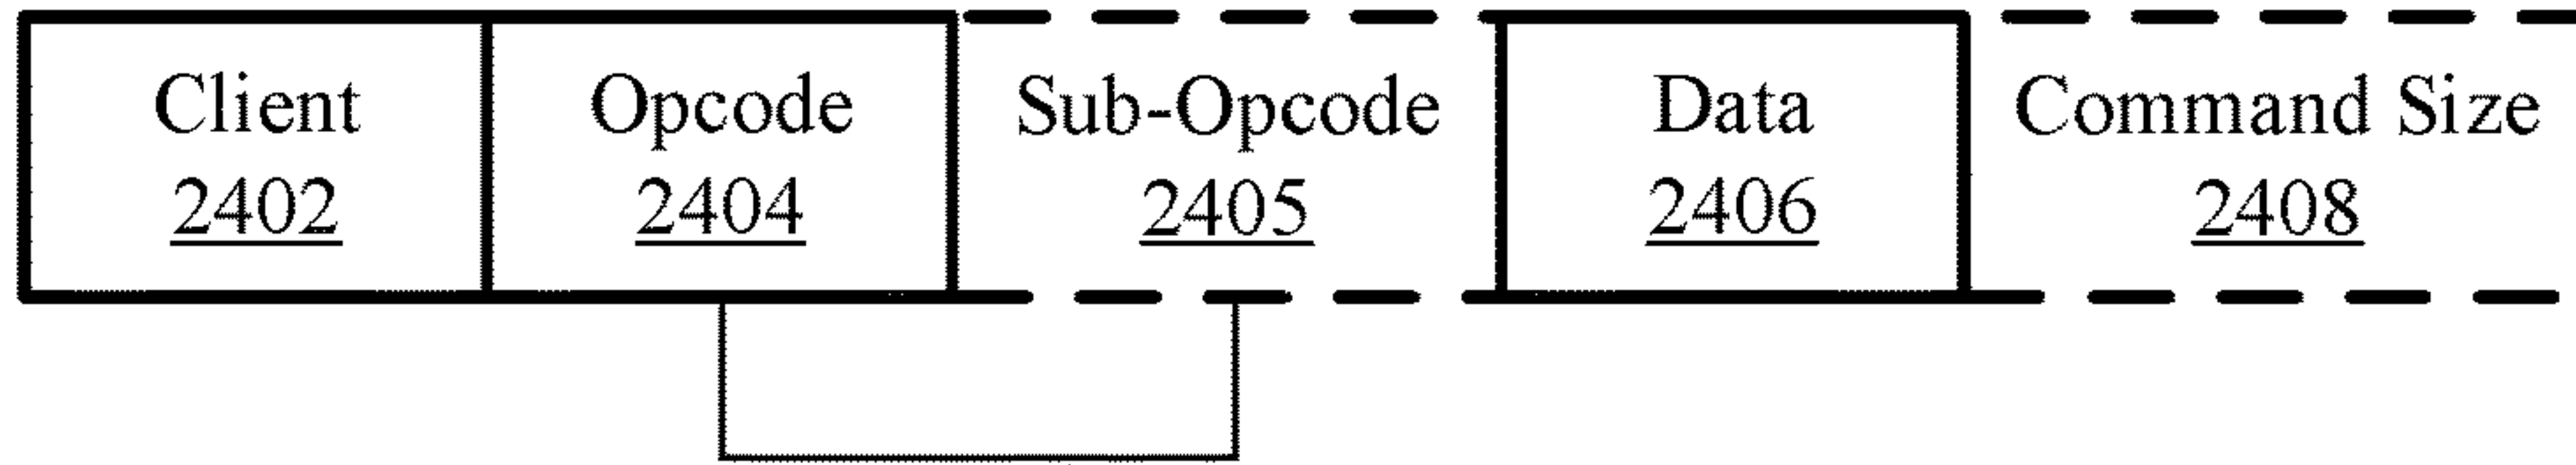 Client
2402
Opcode
2404
Sub-Opcode
2405
Data
2406
Command Size
2408